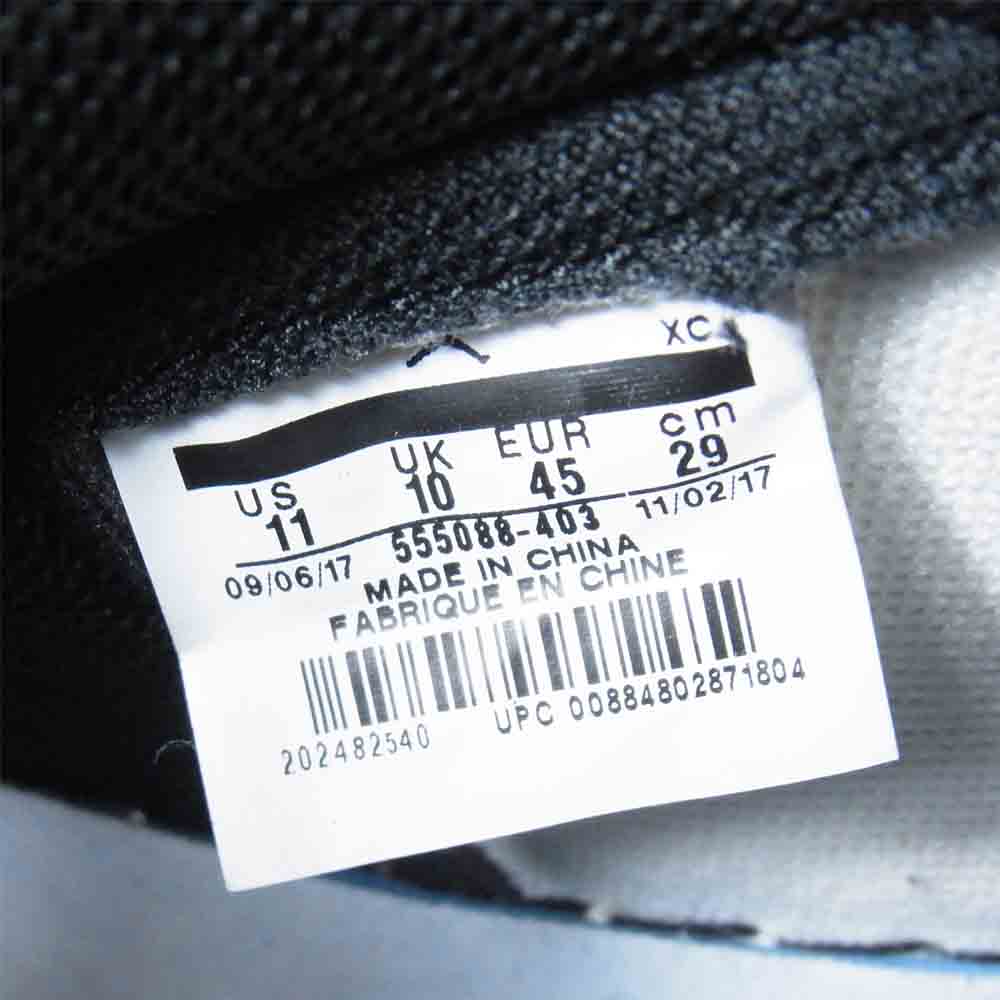 XC
US UK EUR cm
11 10 45 29
09/06/17 555088-403 11/02/17
MADE IN CHINA
FABRIQUE EN CHINE
202482540 UPC 00884802871804